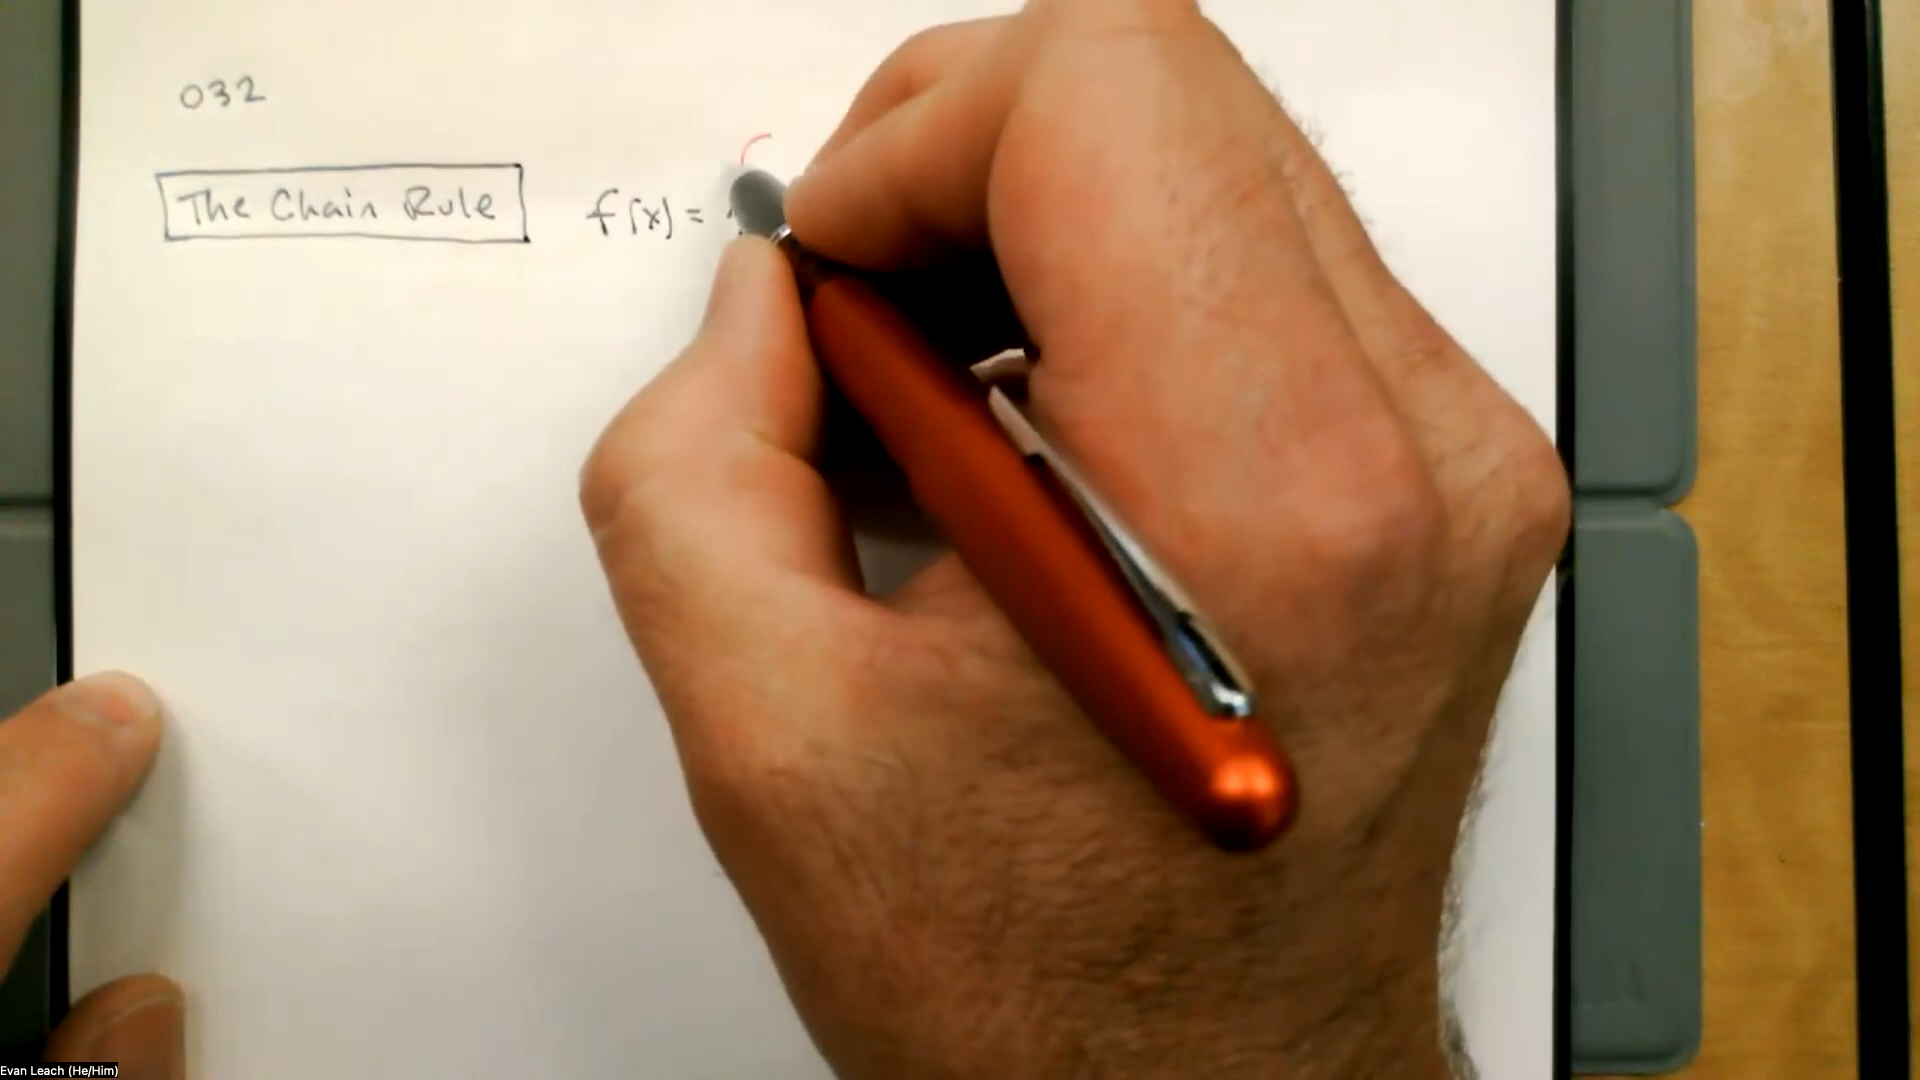 032
The Chain Rule f(x) =
Evan Leach (He/Him)